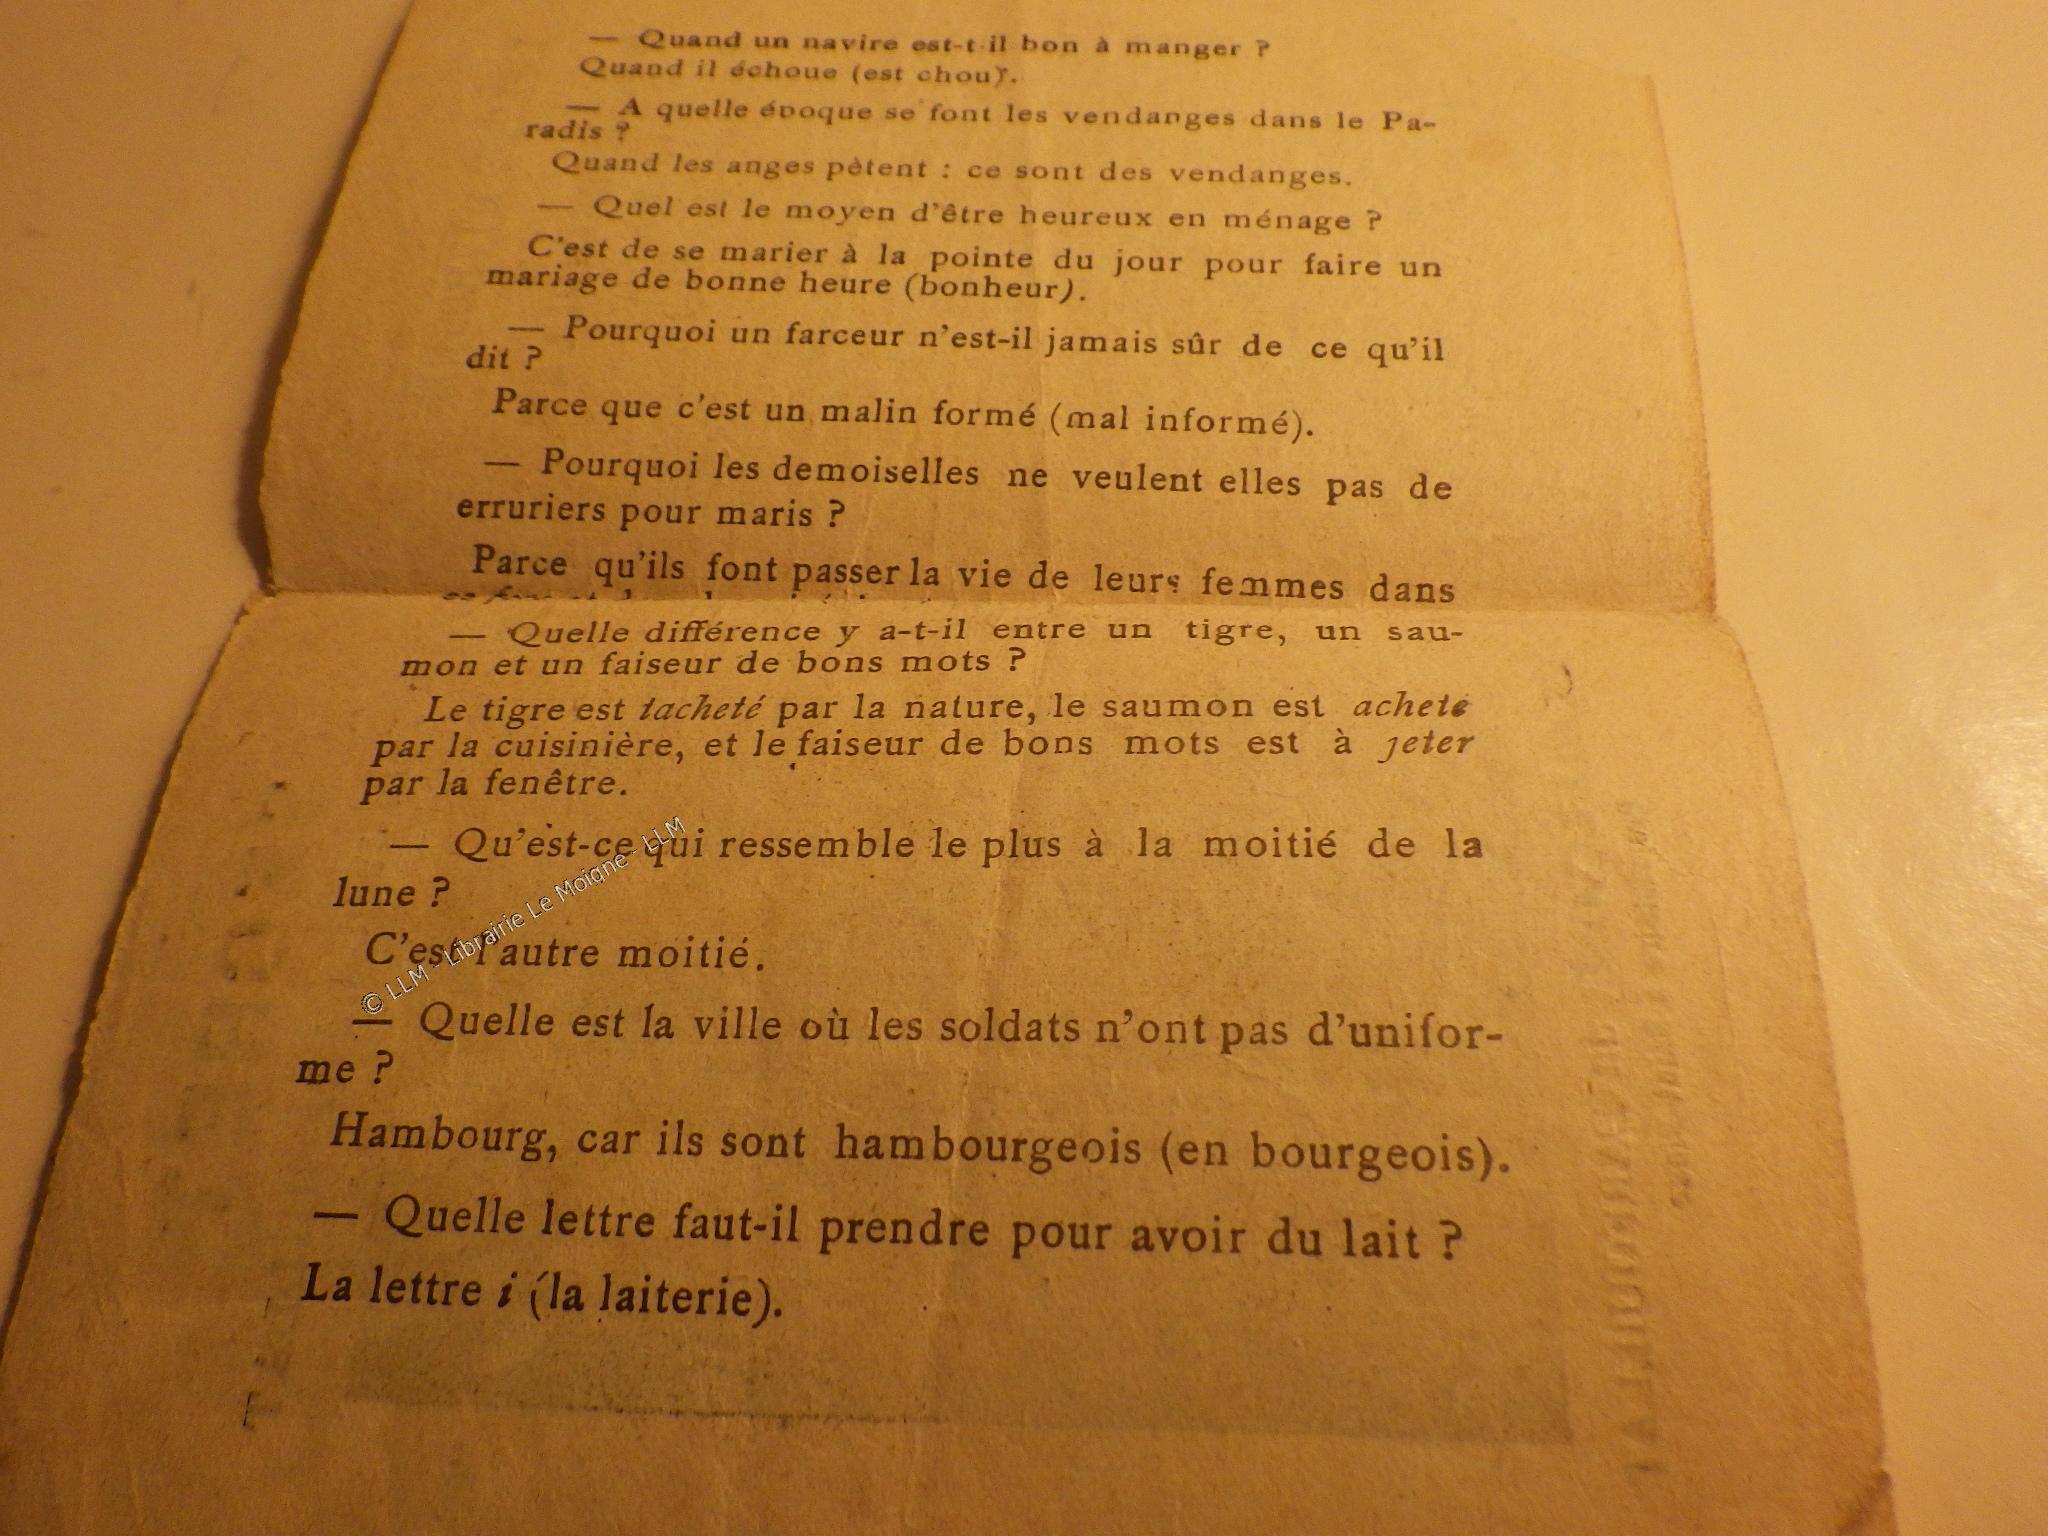 — Quand un navire est-t-il bon à manger ?
Quand il échoue (est chou).
— A quelle époque se font les vendanges dans le Pa-
radis ?
Quand les anges pètent : ce sont des vendanges.
— Quel est le moyen d'être heureux en ménage ?
C'est de se marier à la pointe du jour pour faire un
mariage de bonne heure (bonheur).
— Pourquoi un farceur n'est-il jamais sûr de ce qu'il
dit ?
Parce que c'est un malin formé (mal informé).
— Pourquoi les demoiselles ne veulent elles pas de
erruriers pour maris ?
Parce qu'ils font passer la vie de leurs femmes dans
— Quelle différence y a-t-il entre un tigre, un sau-
mon et un faiseur de bons mots ?
Le tigre est tacheté par la nature, le saumon est acheté
par la cuisinière, et le faiseur de bons mots est à jeter
par la fenêtre.
— Qu'est-ce qui ressemble le plus à la moitié de la
lune ?
C'est l'autre moitié.
— Quelle est la ville où les soldats n'ont pas d'unifor-
me ?
Hambourg, car ils sont hambourgeois (en bourgeois).
— Quelle lettre faut-il prendre pour avoir du lait ?
La lettre i (la laiterie).
© LLM - Librairie Le Moigne - LLM